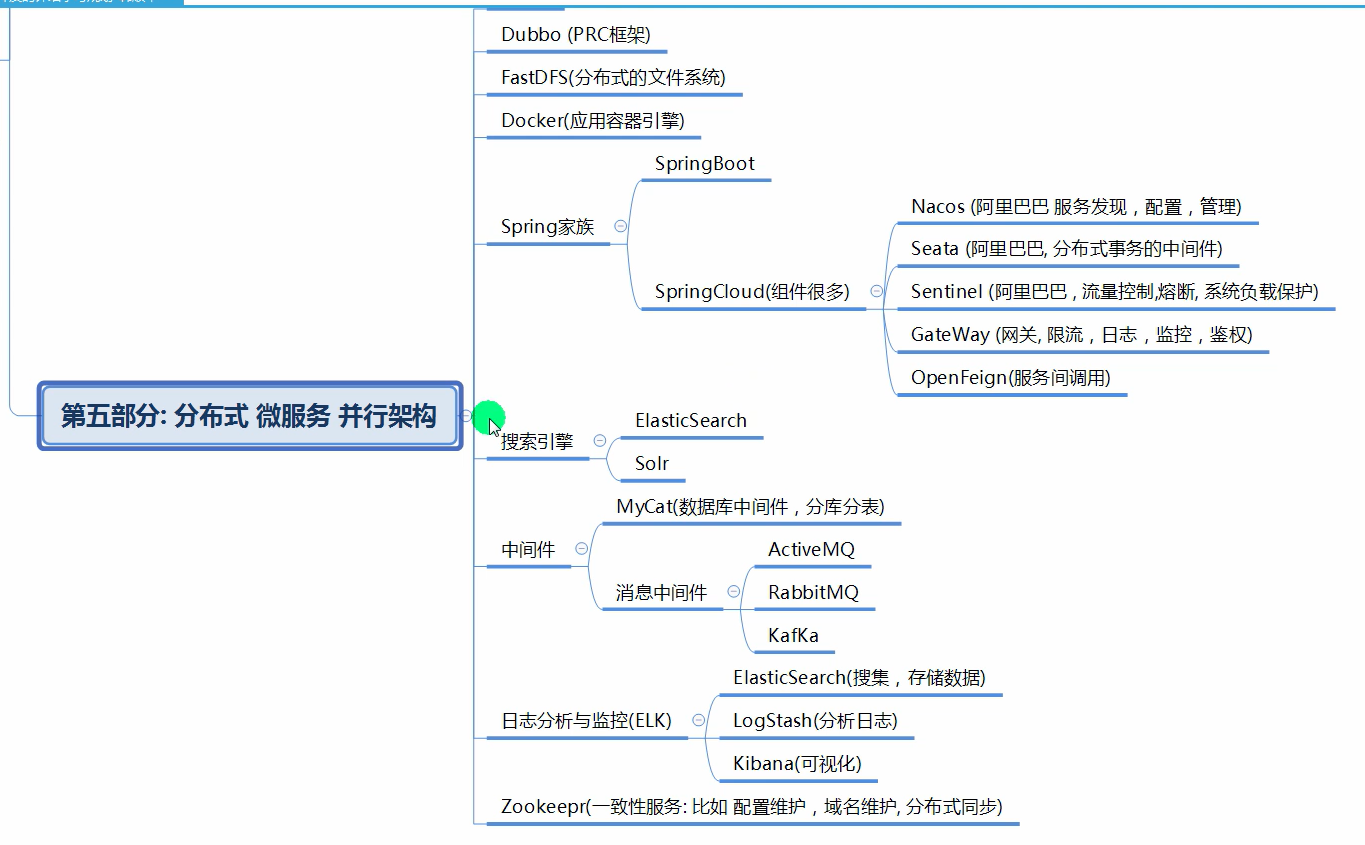 Dubbo (PRC框架)
FastDFS(分布式的文件系统)
Docker(应用容器引擎)
SpringBoot
Nacos (阿里巴巴 服务发现，配置，管理)
Spring家族
Seata (阿里巴巴, 分布式事务的中间件)
SpringCloud(组件很多)
Sentinel (阿里巴巴 , 流量控制,熔断, 系统负载保护)
GateWay (网关, 限流，日志，监控，鉴权)
OpenFeign(服务间调用)
第五部分: 分布式 微服务 并行架构
ElasticSearch
搜索引擎
Solr
MyCat(数据库中间件，分库分表)
中间件
ActiveMQ
消息中间件
RabbitMQ
KafKa
ElasticSearch(搜集，存储数据)
日志分析与监控(ELK)
LogStash(分析日志)
Kibana(可视化)
Zookeepr(一致性服务: 比如 配置维护，域名维护, 分布式同步)